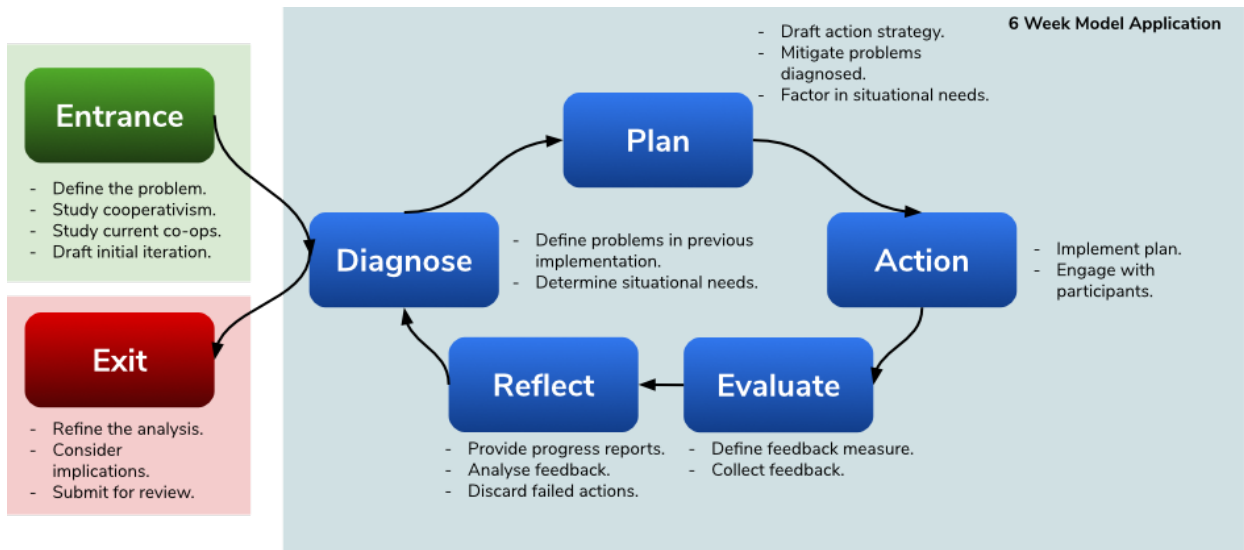 6 Week Model Application
Entrance
- Define the problem.
- Study cooperativism.
- Study current co-ops.
- Draft initial iteration.
Exit
- Refine the analysis.
- Consider
implications.
- Submit for review.
Diagnose
- Define problems in previous
implementation.
- Determine situational needs.
Plan
- Draft action strategy.
- Mitigate problems
diagnosed.
- Factor in situational needs.
Action
- Implement plan.
- Engage with
participants.
Evaluate
- Define feedback measure.
- Collect feedback.
Reflect
- Provide progress reports.
- Analyse feedback.
- Discard failed actions.